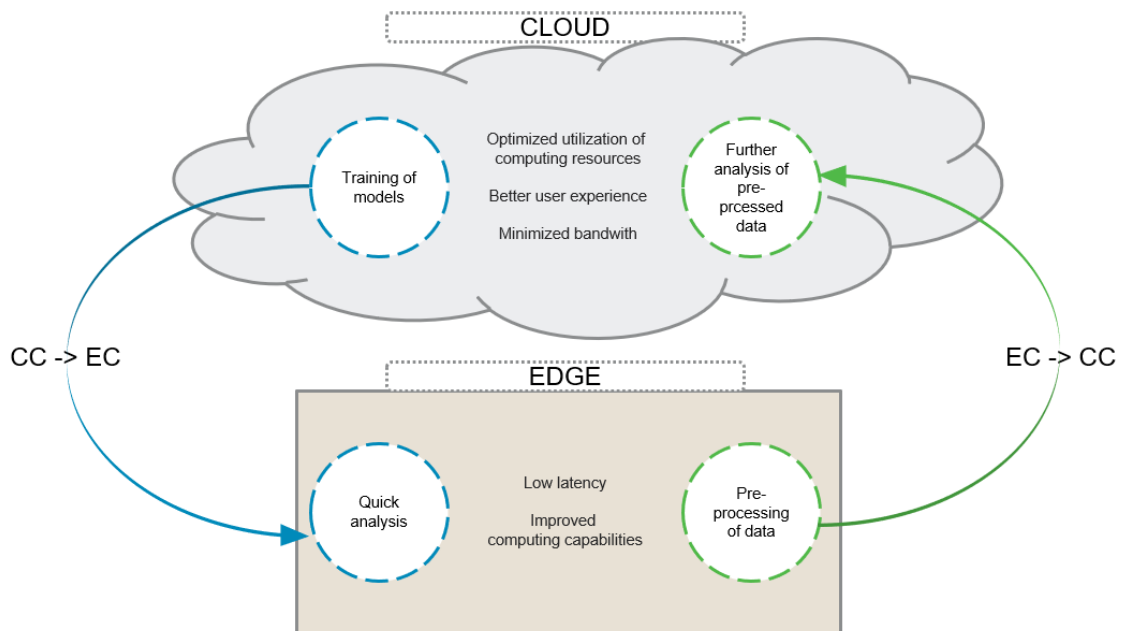 CLOUD
Training of
models
Optimized utilization of
computing resources
Better user experience
Minimized bandwith
Further
analysis of
pre-
prcessed
data
CC -> EC
EC -> CC
EDGE
Quick
analysis
Low latency
Improved
computing capabilities
Pre-
processing
of data